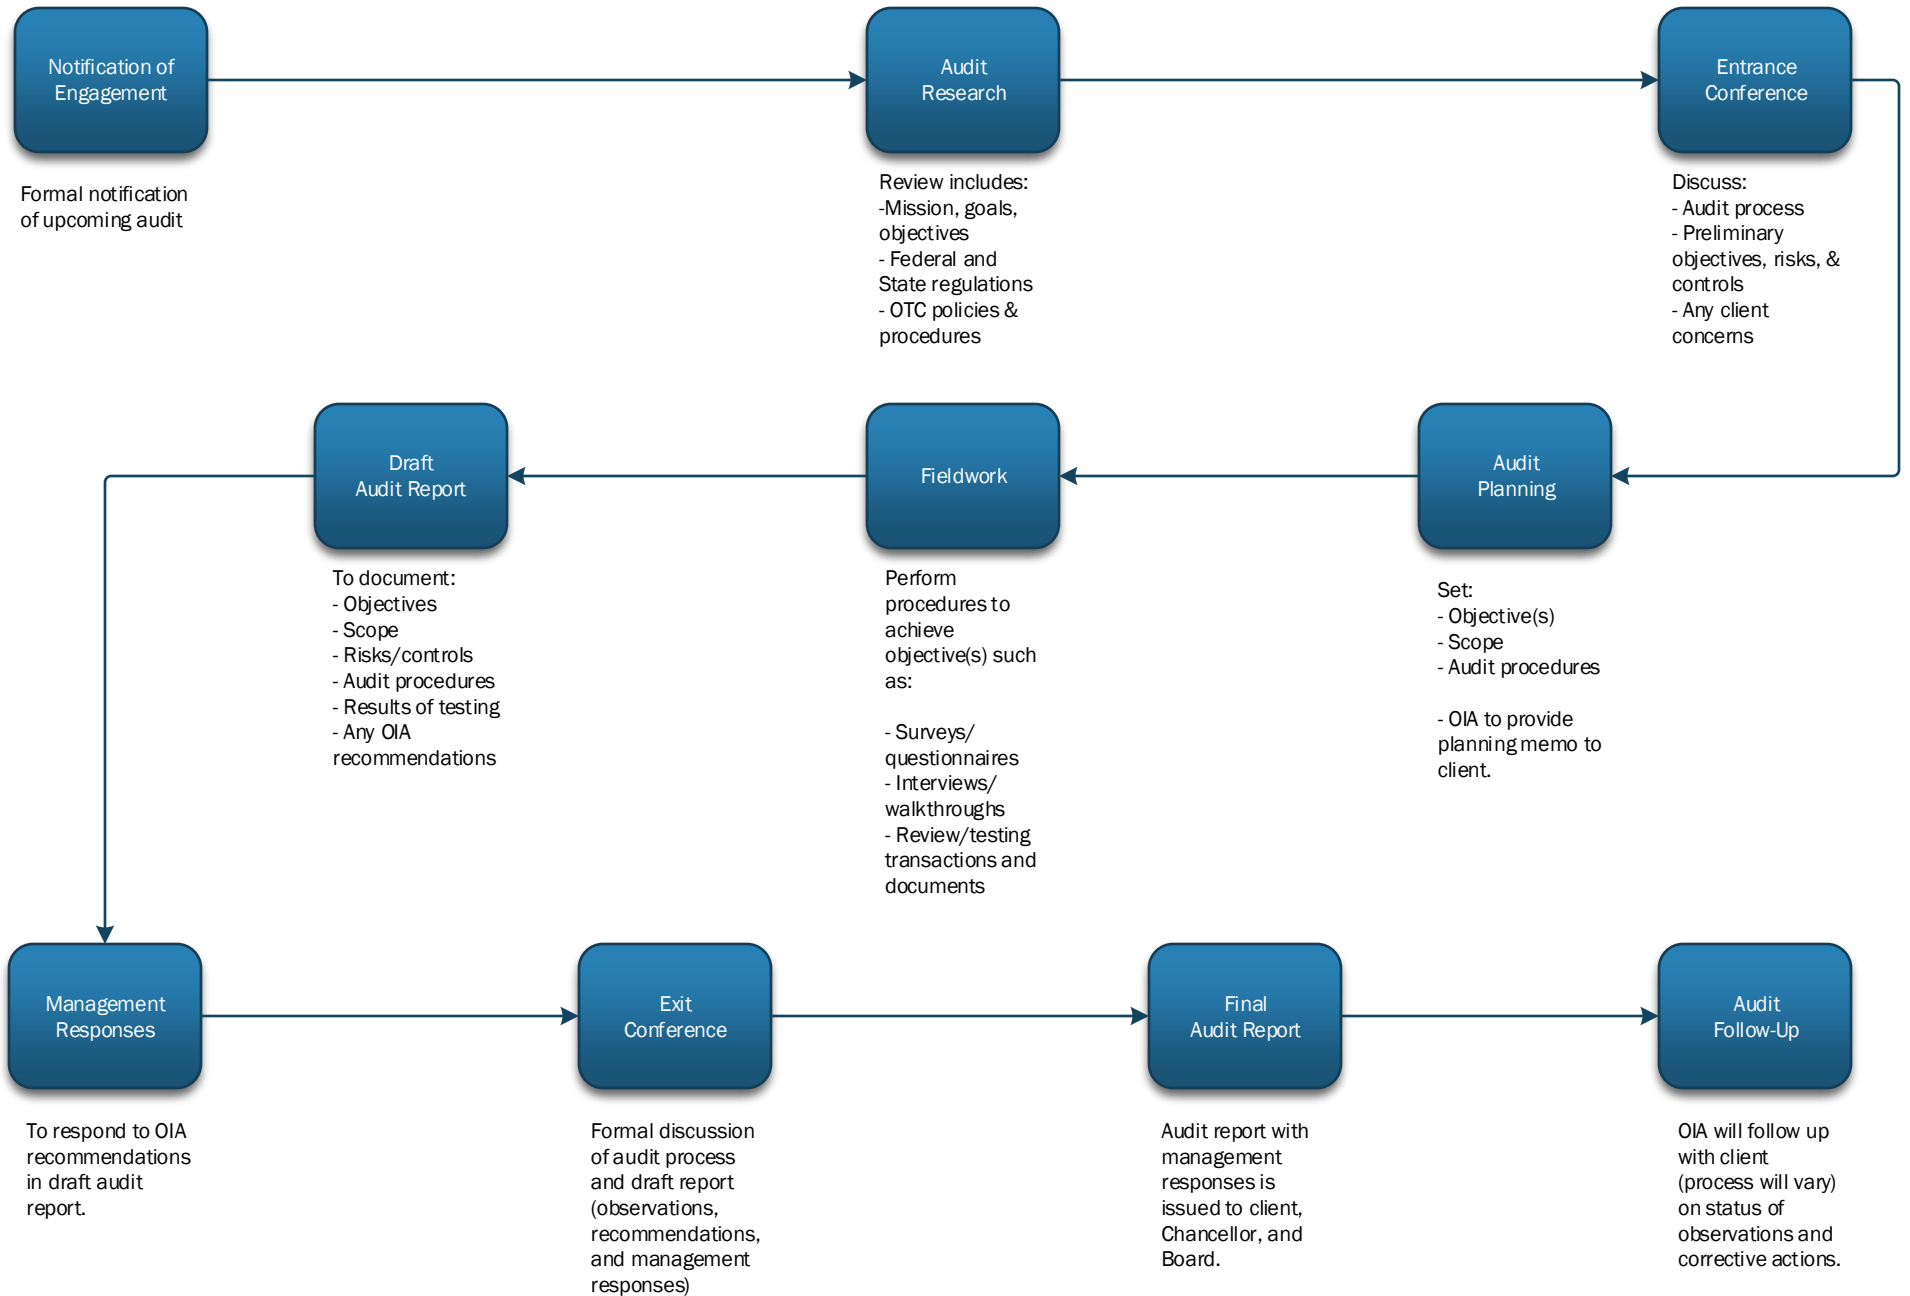 Notification of
Engagement
Formal notification
of upcoming audit
Audit
Research
Review includes:
-Mission, goals,
objectives
- Federal and
State regulations
- OTC policies &
procedures
Entrance
Conference
Discuss:
- Audit process
- Preliminary
objectives, risks, &
controls
- Any client
concerns
Audit
Planning
Set:
- Objective(s)
- Scope
- Audit procedures
- OIA to provide
planning memo to
client.
Fieldwork
Perform
procedures to
achieve
objective(s) such
as:
- Surveys/
questionnaires
- Interviews/
walkthroughs
- Review/testing
transactions and
documents
Draft
Audit Report
To document:
- Objectives
- Scope
- Risks/controls
- Audit procedures
- Results of testing
- Any OIA
recommendations
Management
Responses
To respond to OIA
recommendations
in draft audit
report.
Exit
Conference
Formal discussion
of audit process
and draft report
(observations,
recommendations,
and management
responses)
Final
Audit Report
Audit report with
management
responses is
issued to client,
Chancellor, and
Board.
Audit
Follow-Up
OIA will follow up
with client
(process will vary)
on status of
observations and
corrective actions.